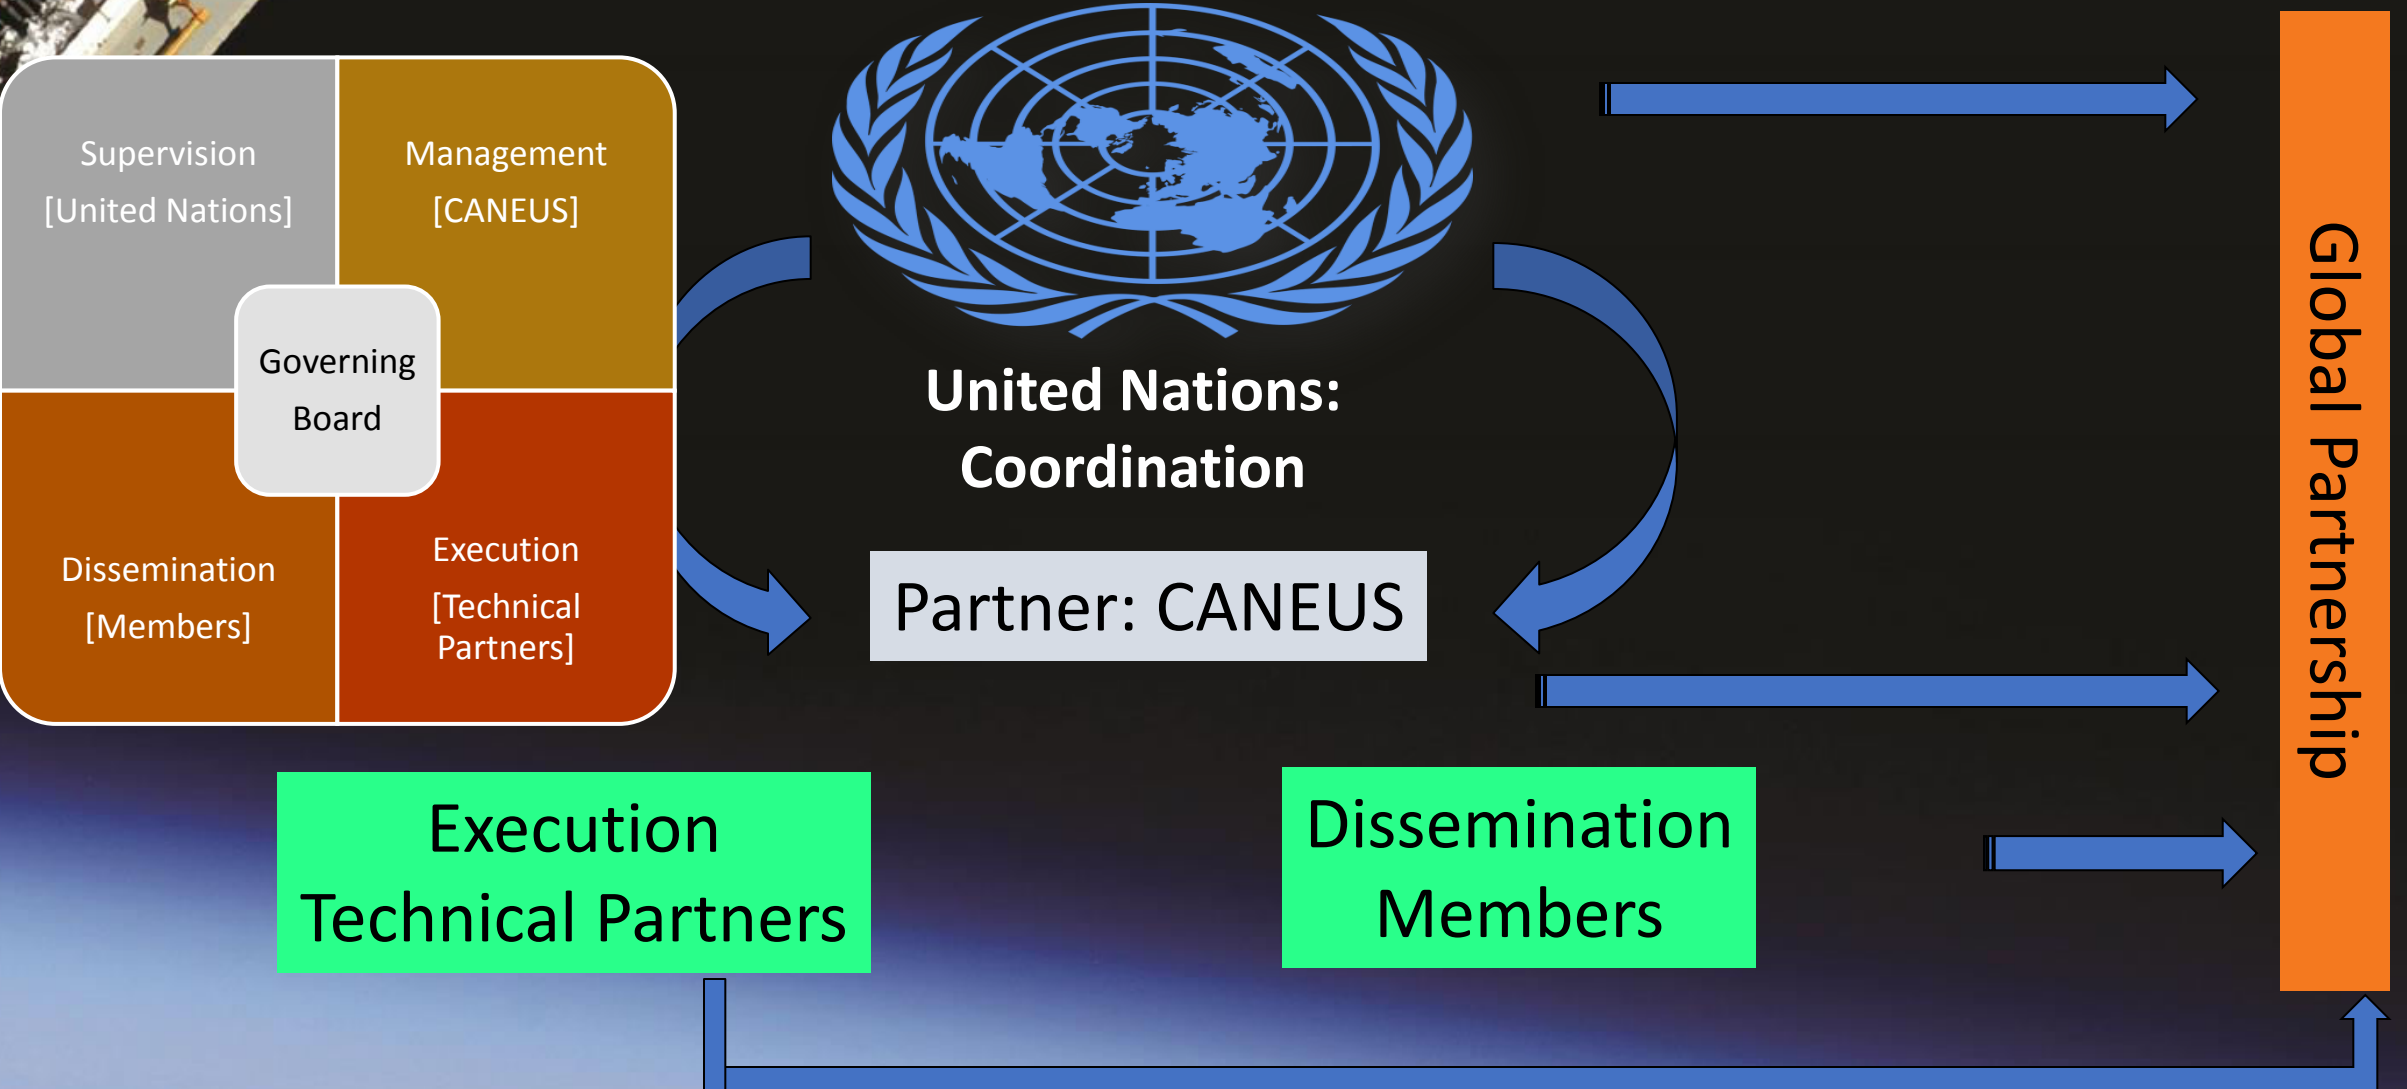 Supervision
[United Nations]
Management
[CANEUS]
Governing
Board
Dissemination
[Members]
Execution
[Technical
Partners]
United Nations:
Coordination
Partner: CANEUS
Execution
Technical Partners
Dissemination
Members
Global Partnership